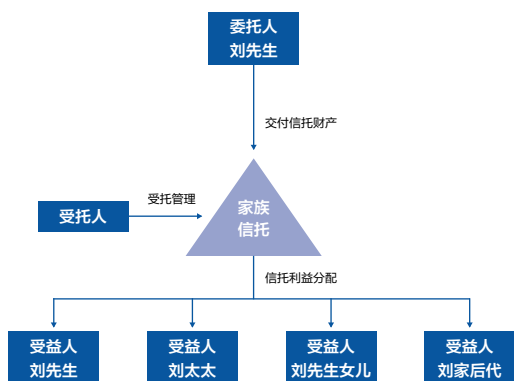 委托人
刘先生
交付信托财产
受托管理
受托人
家族
信托
信托利益分配
受益人
刘先生
受益人
刘太太
受益人
刘先生女儿
受益人
刘家后代